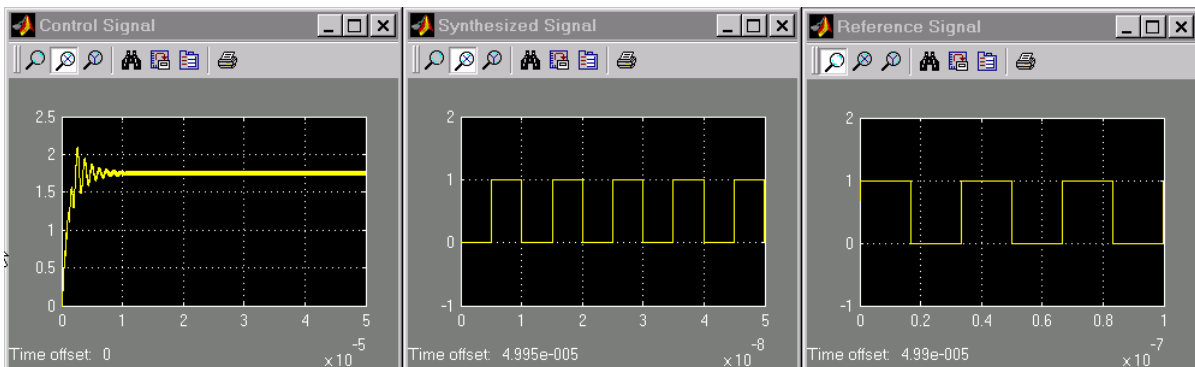 Control Signal
2.5
2
1.5
1
0.5
0
0 1 2 3 4 5
Time offset: 0
x 10 -5
Synthesized Signal
2
1
0
-1
0 1 2 3 4 5
Time offset: 4.995e-005
x 10 -8
Reference Signal
2
1
0
-1
0 0.2 0.4 0.6 0.8 1
Time offset: 4.99e-005
x 10 -7